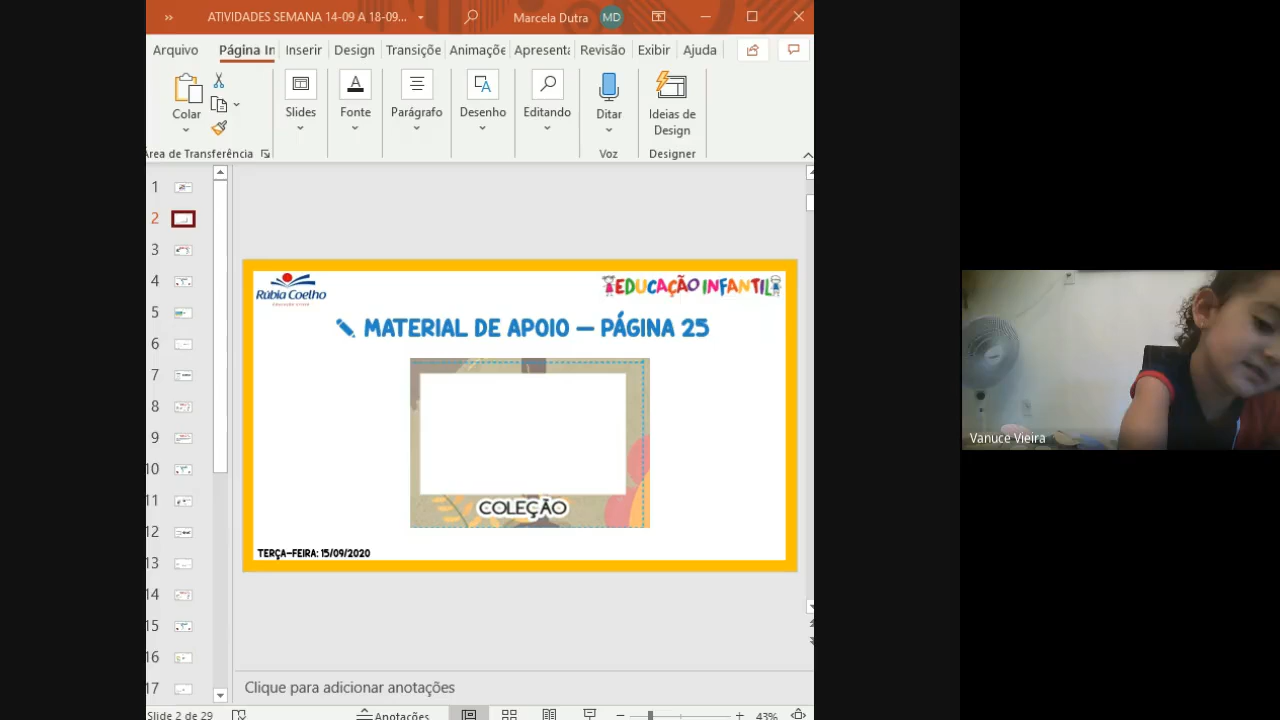 ATIVIDADES SEMANA 14-09 A 18-09...
Marcela Dutra MD
Arquivo Página In Inserir Design Transiçõe Animaçõe Apresenta Revisão Exibir Ajuda
Colar
Slides
Fonte
Parágrafo
Desenho
Editando
Ditar
Ideias de
Design
Área de Transferência
Voz
Designer
1
2
3
4
5
6
7
8
9
10
11
12
13
14
15
16
17
Rúbia Coelho
EDUCAÇÃO INFANTIL
MATERIAL DE APOIO – PÁGINA 25
COLEÇÃO
TERÇA-FEIRA: 15/09/2020
Clique para adicionar anotações
Slide 2 de 29
Anotações
43%
Vanuce Vieira